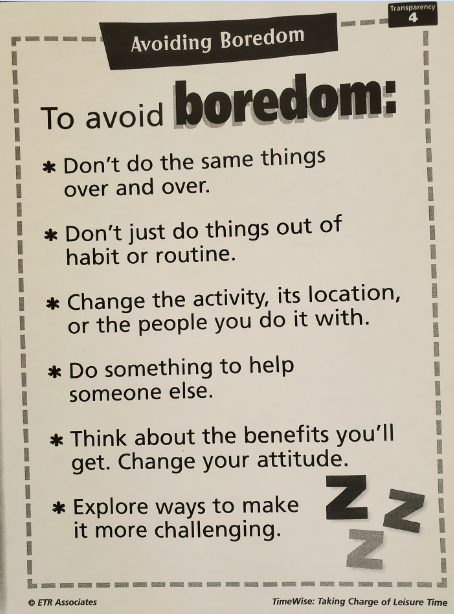 Transparency
4
Avoiding Boredom
To avoid boredom:
* Don't do the same things
over and over.
* Don't just do things out of
habit or routine.
* Change the activity, its location,
or the people you do it with.
* Do something to help
someone else.
* Think about the benefits you'll
get. Change your attitude.
* Explore ways to make
it more challenging.
Z Z
Z
© ETR Associates
TimeWise: Taking Charge of Leisure Time